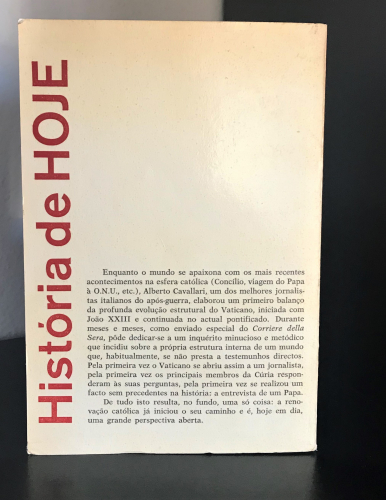 História de HOJE
Enquanto o mundo se apaixona com os mais recentes
acontecimentos na esfera católica (Concílio, viagem do Papa
à O.N.U., etc.), Alberto Cavallari, um dos melhores jornalis-
tas italianos do após-guerra, elaborou um primeiro balanço
da profunda evolução estrutural do Vaticano, iniciada com
João XXIII e continuada no actual pontificado. Durante
meses e meses, como enviado especial do Corriere della
Sera, pôde dedicar-se a um inquérito minucioso e metódico
que incidiu sobre a própria estrutura interna de um mundo
que, habitualmente, se não presta a testemunhos directos.
Pela primeira vez o Vaticano se abriu assim a um jornalista,
pela primeira vez os principais membros da Cúria respon-
deram às suas perguntas, pela primeira vez se realizou um
facto sem precedentes na história: a entrevista de um Papa.
De tudo isto resulta, no fundo, uma só coisa: a reno-
vação católica já iniciou o seu caminho e é, hoje em dia,
uma grande perspectiva aberta.